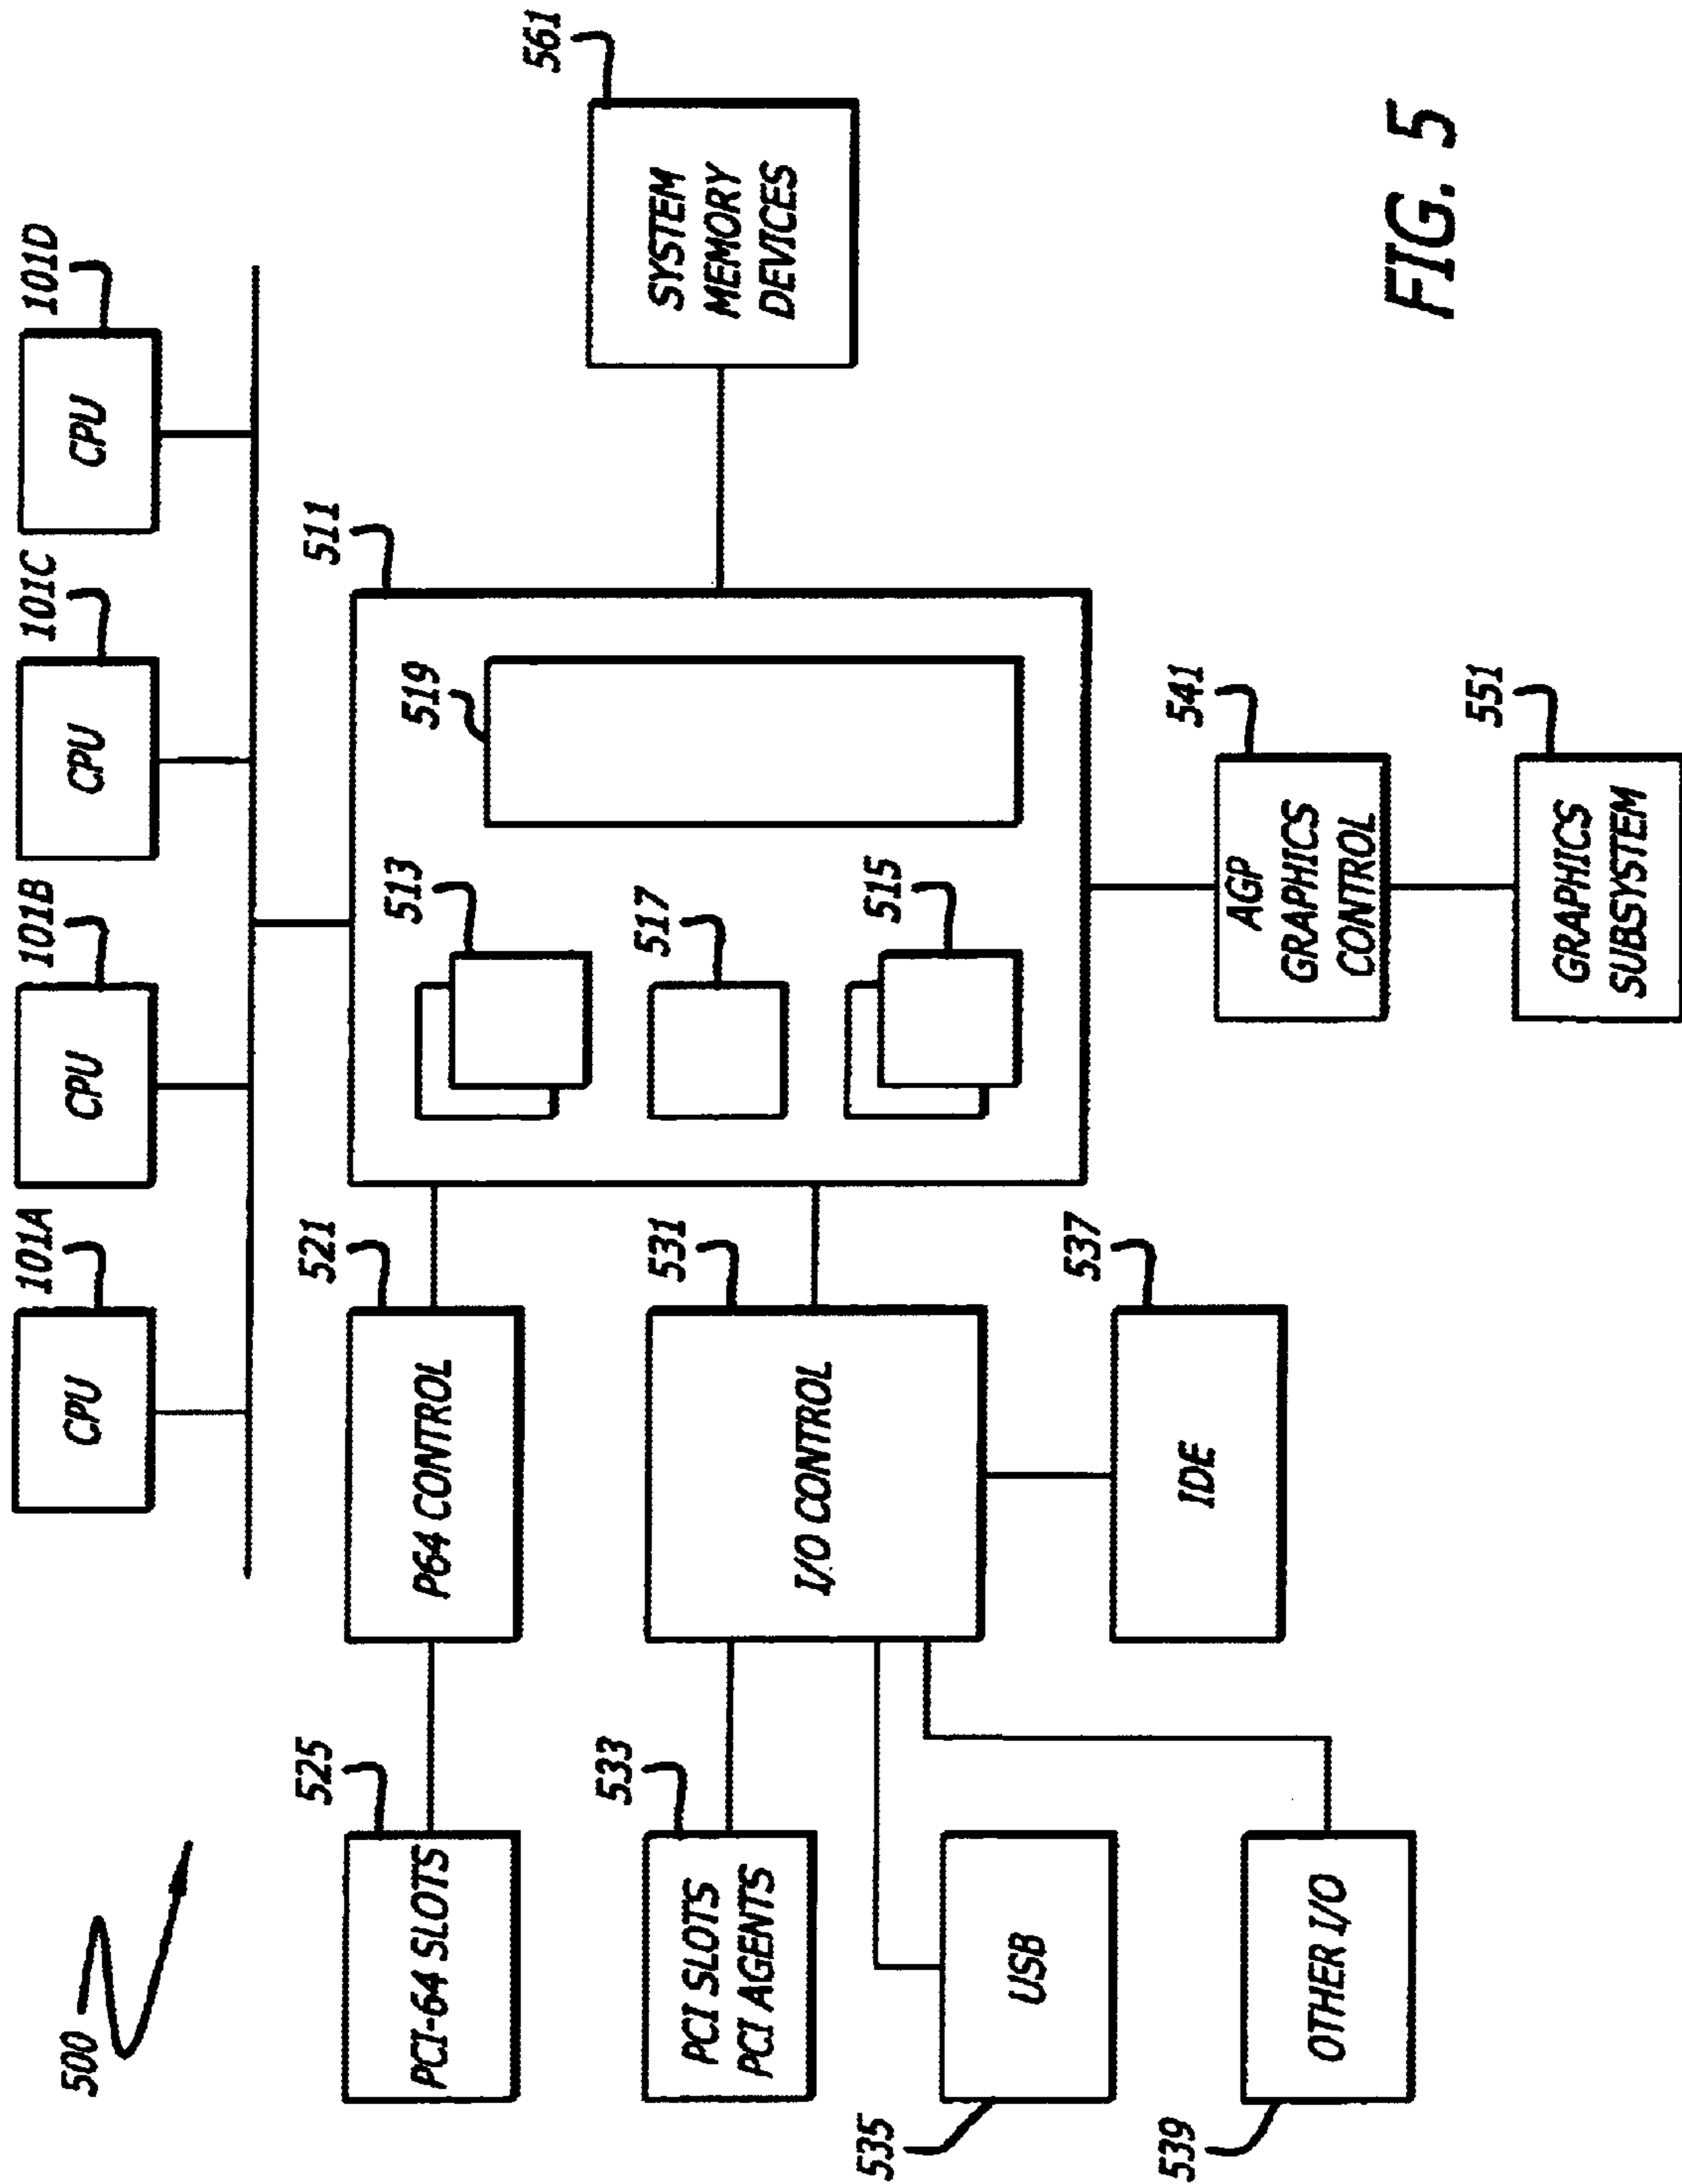 500
101A
101B
101C
101D
CPU
CPU
CPU
CPU
511
513
517
515
519
561
SYSTEM
MEMORY
DEVICES
521
P64 CONTROL
525
PCI-64 SLOTS
531
I/O CONTROL
533
PCI SLOTS
PCI AGENTS
535
USB
537
IDE
539
OTHER I/O
541
AGP
GRAPHICS
CONTROL
551
GRAPHICS
SUBSYSTEM
FIG. 5